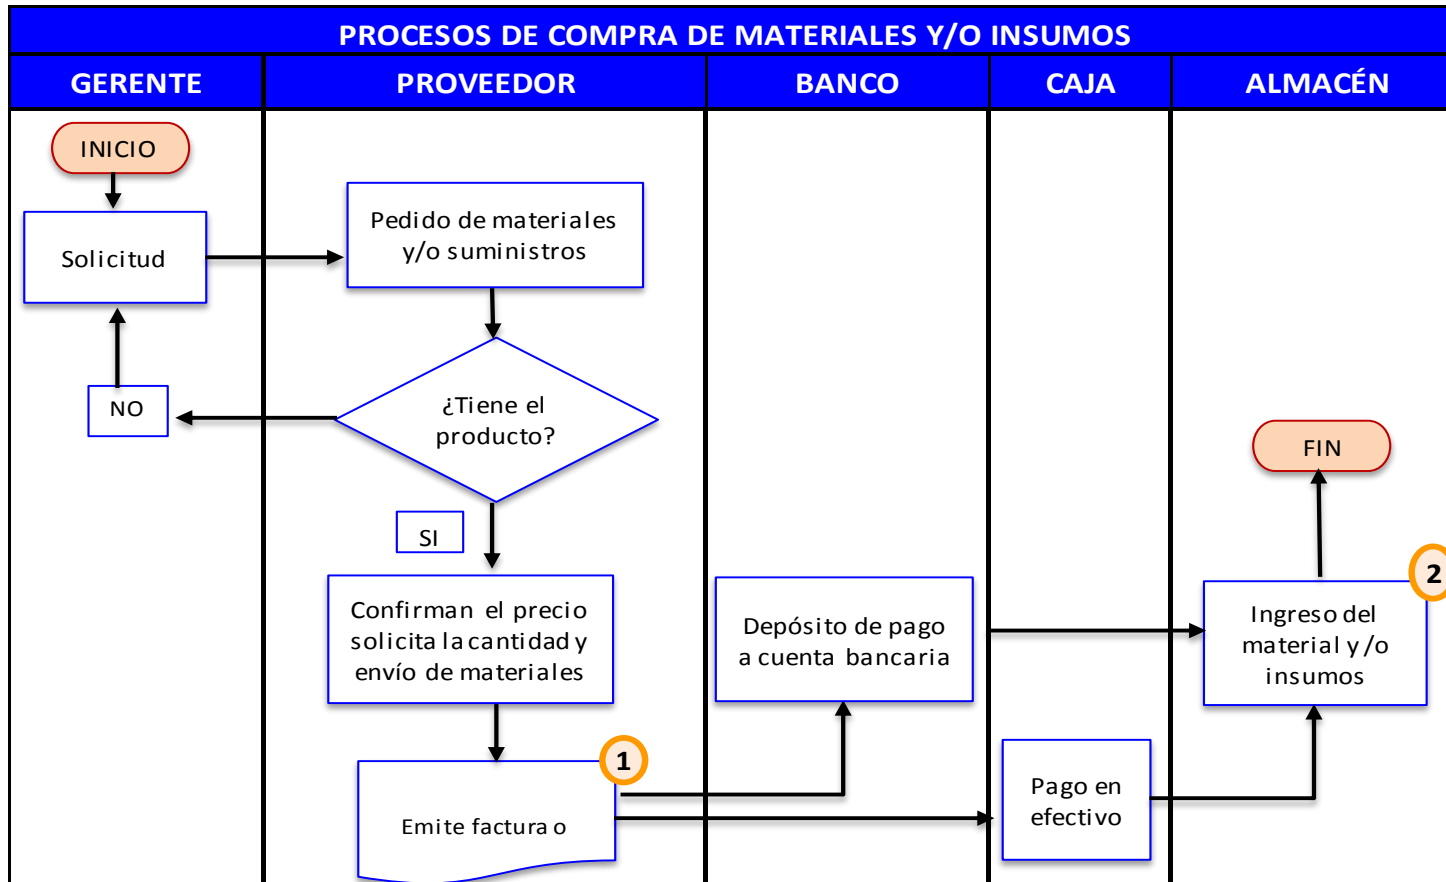 PROCESOS DE COMPRA DE MATERIALES Y/O INSUMOS
GERENTE
PROVEEDOR
BANCO
CAJA
ALMACÉN
INICIO
Solicitud
Pedido de materiales
y/o suministros
NO
¿Tiene el
producto?
FIN
SI
Confirman el precio
solicita la cantidad y
envío de materiales
Depósito de pago
a cuenta bancaria
2
Ingreso del
material y /o
insumos
1
Emite factura o
Pago en
efectivo